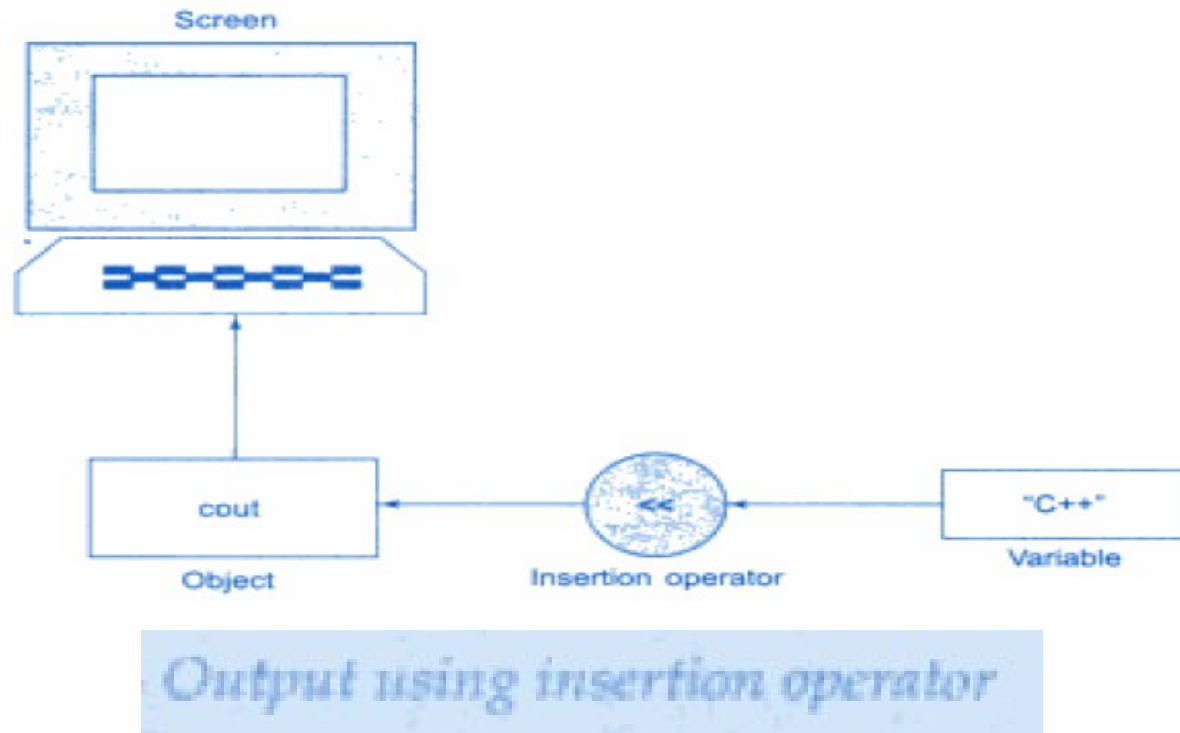 Screen
cout
Object
<<
Insertion operator
"C++"
Variable
Output using insertion operator